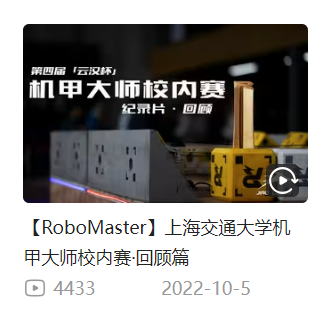 第四届「云汉杯」
机甲大师校内赛
纪录片·回顾
【RoboMaster】上海交通大学机
甲大师校内赛·回顾篇
4433 2022-10-5